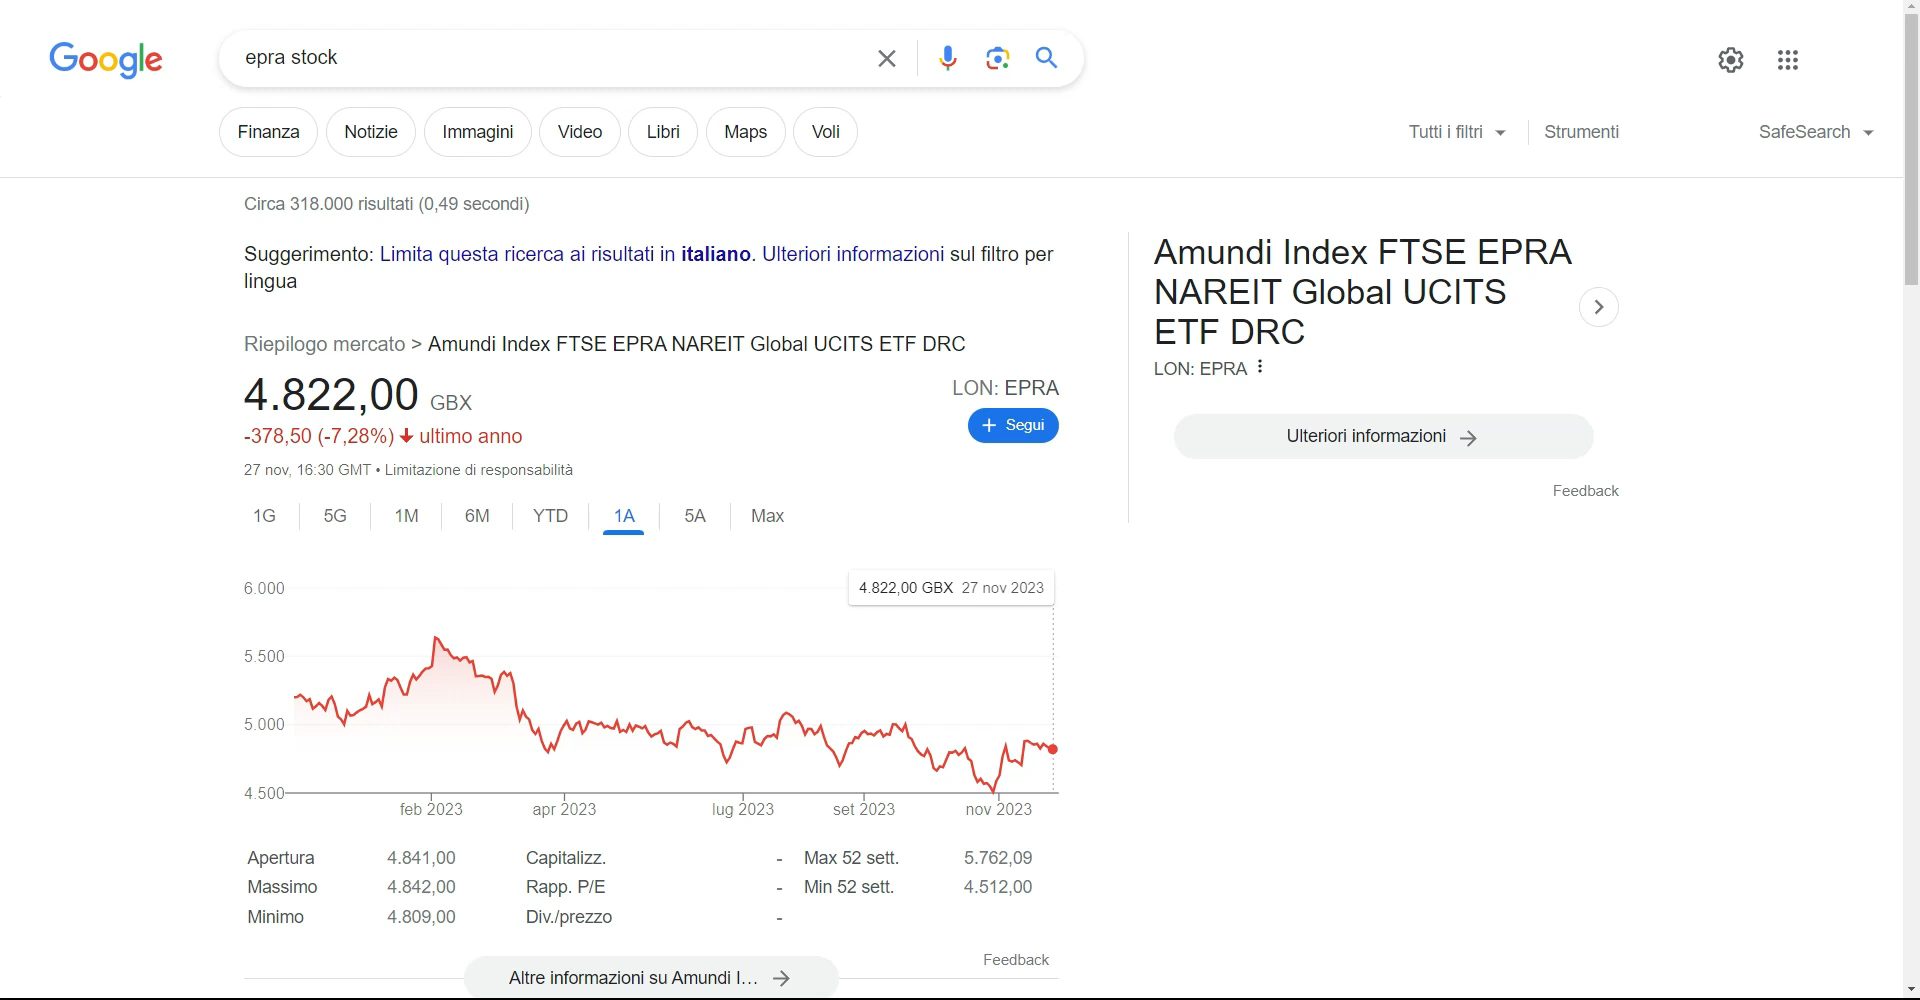 Google
epra stock
Finanza
Notizie
Immagini
Video
Libri
Maps
Voli
Tutti i filtri
Strumenti
SafeSearch
Circa 318.000 risultati (0,49 secondi)
Suggerimento: Limita questa ricerca ai risultati in italiano. Ulteriori informazioni sul filtro per
lingua
Riepilogo mercato > Amundi Index FTSE EPRA NAREIT Global UCITS ETF DRC
4.822,00 GBX
LON: EPRA
+ Segui
-378,50 (-7,28%) ultimo anno
27 nov, 16:30 GMT • Limitazione di responsabilità
1G 5G 1M 6M YTD 1A 5A Max
4.822,00 GBX 27 nov 2023
6.000
5.500
5.000
4.500
feb 2023 apr 2023 lug 2023 set 2023 nov 2023
Apertura 4.841,00 Capitalizz. - Max 52 sett. 5.762,09
Massimo 4.842,00 Rapp. P/E - Min 52 sett. 4.512,00
Minimo 4.809,00 Div./prezzo -
Feedback
Altre informazioni su Amundi I…
Amundi Index FTSE EPRA
NAREIT Global UCITS
ETF DRC
LON: EPRA
Ulteriori informazioni
Feedback